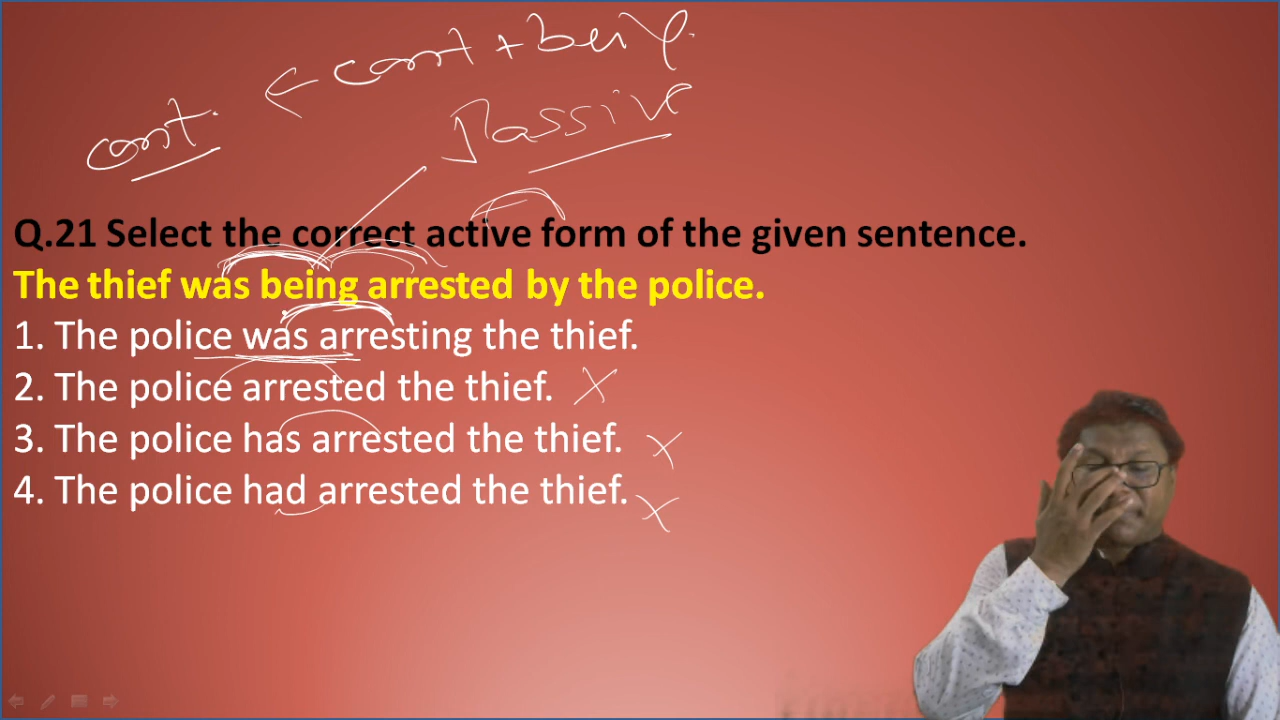 cont. ← cont + being
Passive
Q.21 Select the correct active form of the given sentence.
The thief was being arrested by the police.
1. The police was arresting the thief.
2. The police arrested the thief. X
3. The police has arrested the thief. X
4. The police had arrested the thief. X